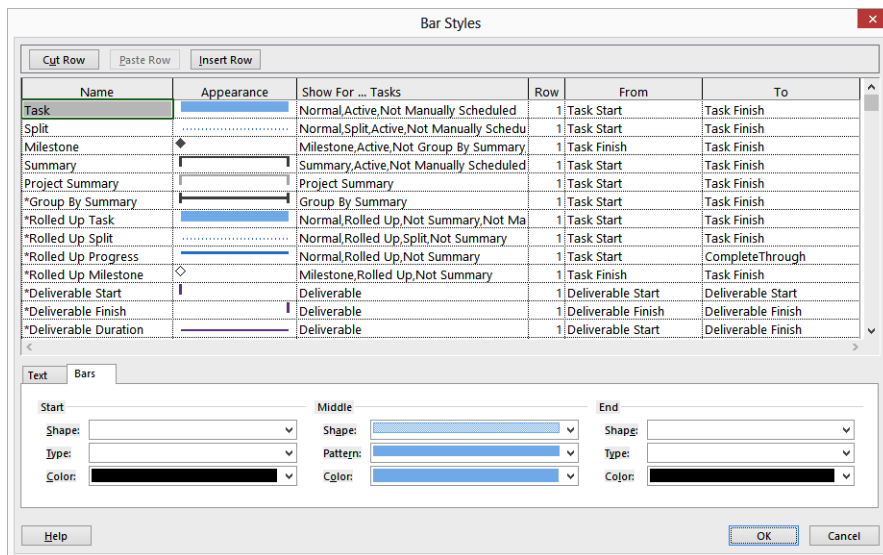 Bar Styles
Cut Row Paste Row Insert Row
Name Appearance Show For ... Tasks Row From To
Task Normal,Active,Not Manually Scheduled 1 Task Start Task Finish
Split Normal,Split,Active,Not Manually Schedu 1 Task Start Task Finish
Milestone Milestone,Active,Not Group By Summary, 1 Task Finish Task Finish
Summary Summary,Active,Not Manually Scheduled 1 Task Start Task Finish
Project Summary Project Summary 1 Task Start Task Finish
*Group By Summary Group By Summary 1 Task Start Task Finish
*Rolled Up Task Normal,Rolled Up,Not Summary,Not Ma 1 Task Start Task Finish
*Rolled Up Split Normal,Rolled Up,Split,Not Summary 1 Task Start Task Finish
*Rolled Up Progress Normal,Rolled Up,Not Summary 1 Task Start CompleteThrough
*Rolled Up Milestone Milestone,Rolled Up,Not Summary 1 Task Finish Task Finish
*Deliverable Start Deliverable 1 Deliverable Start Deliverable Start
*Deliverable Finish Deliverable 1 Deliverable Finish Deliverable Finish
*Deliverable Duration Deliverable 1 Deliverable Start Deliverable Finish
Text Bars
Start Middle End
Shape: Shape: Shape:
Type: Pattern: Type:
Color: Color: Color:
Help OK Cancel